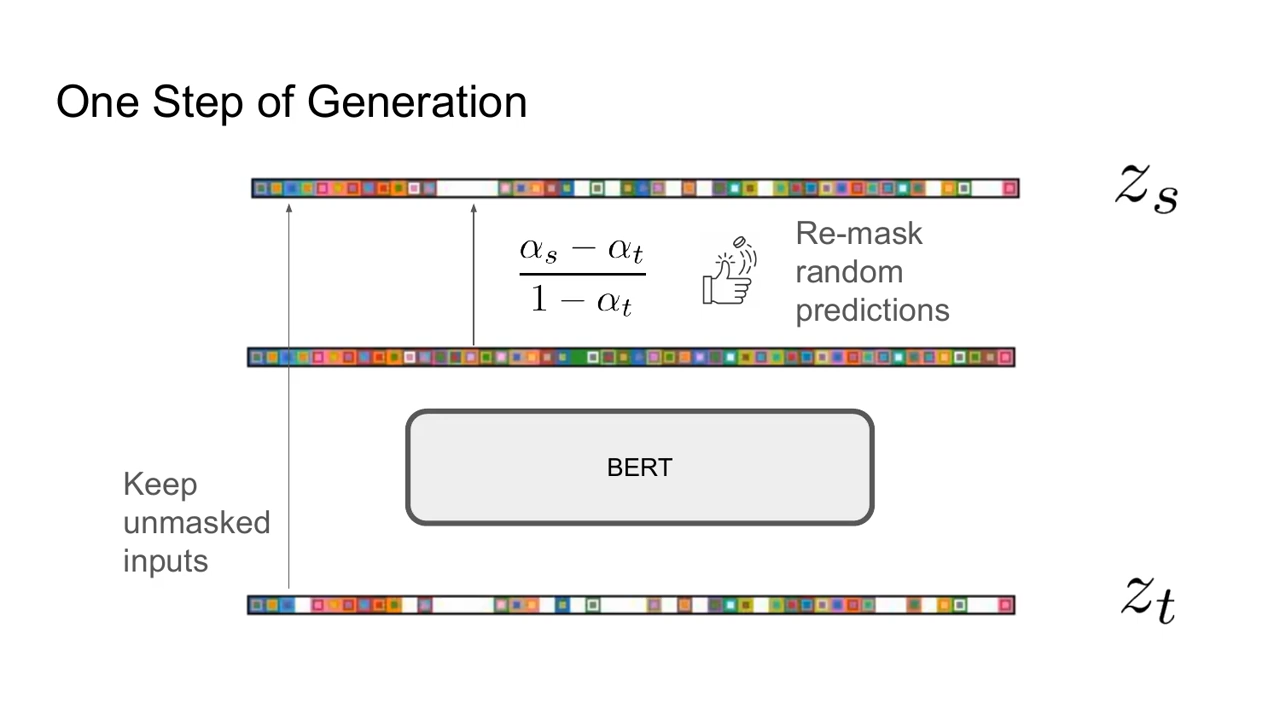 One Step of Generation
z_s
α_s − α_t
1 − α_t
Re-mask
random
predictions
BERT
Keep
unmasked
inputs
z_t